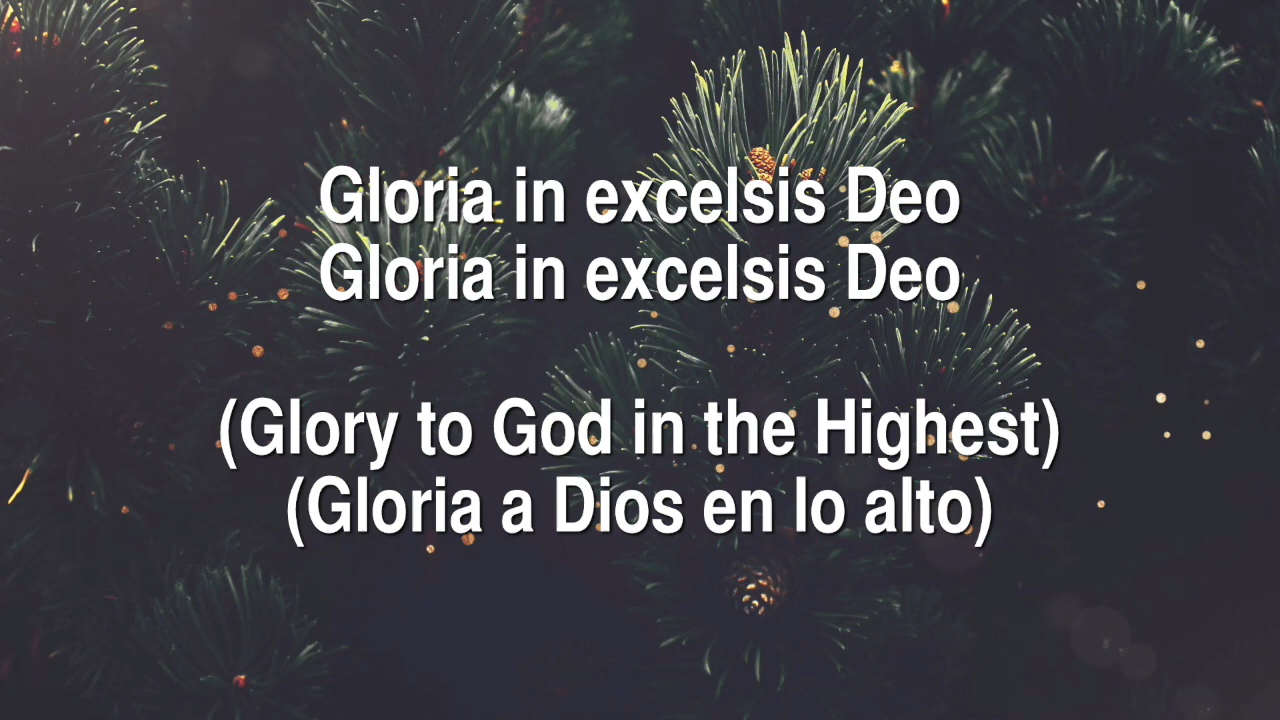 Gloria in excelsis Deo
Gloria in excelsis Deo
(Glory to God in the Highest)
(Gloria a Dios en lo alto)